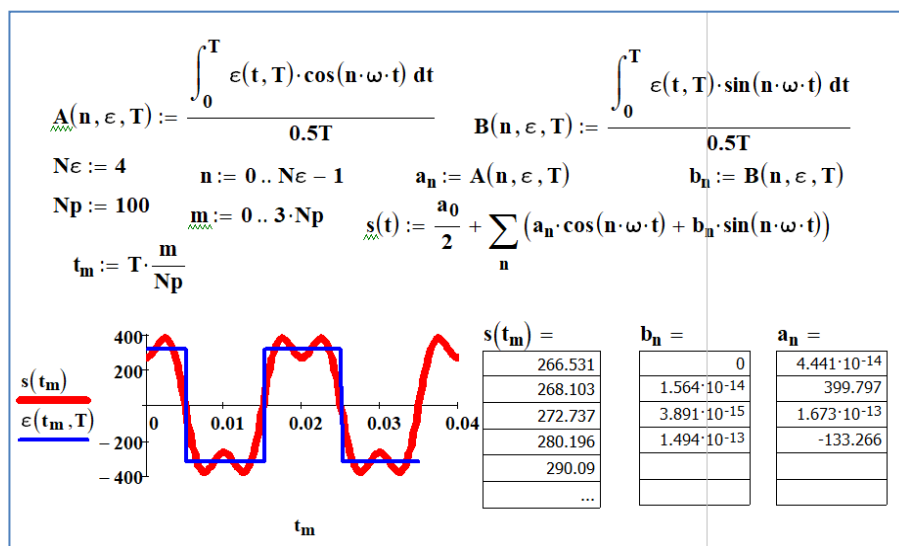 A(n, ε, T) := ∫₀ᵀ ε(t, T)·cos(n·ω·t) dt / 0.5T
B(n, ε, T) := ∫₀ᵀ ε(t, T)·sin(n·ω·t) dt / 0.5T
Nε := 4 n := 0 .. Nε − 1 aₙ := A(n, ε, T) bₙ := B(n, ε, T)
Np := 100 m := 0 .. 3·Np s(t) := a₀/2 + ∑ₙ (aₙ·cos(n·ω·t) + bₙ·sin(n·ω·t))
tₘ := T·m/Np
s(tₘ) = bₙ = aₙ =
266.531 0 4.441·10⁻¹⁴
268.103 1.564·10⁻¹⁴ 399.797
272.737 3.891·10⁻¹⁵ 1.673·10⁻¹³
280.196 1.494·10⁻¹³ -133.266
290.09
...
400
200
s(tₘ)
ε(tₘ, T)
0 0.01 0.02 0.03 0.04
− 200
− 400
tₘ